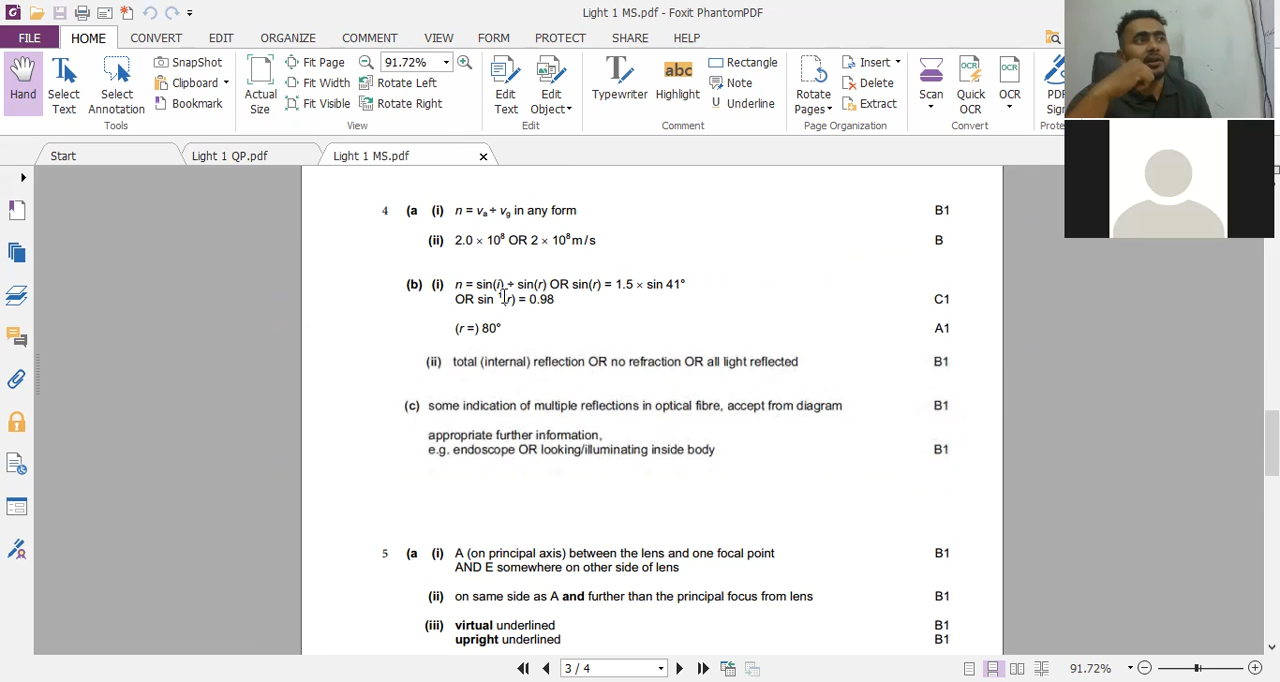 Light 1 MS.pdf - Foxit PhantomPDF
FILE HOME CONVERT EDIT ORGANIZE COMMENT VIEW FORM PROTECT SHARE HELP
Hand
Select Text
Select Annotation
SnapShot
Clipboard
Bookmark
Tools
Actual Size
Fit Page
Fit Width
Fit Visible
91.72%
Rotate Left
Rotate Right
View
Edit Text
Edit Object
Edit
Typewriter
abc
Highlight
Rectangle
Note
Underline
Comment
Rotate Pages
Insert
Delete
Extract
Page Organization
Scan
Quick OCR
OCR
OCR
Convert
PDF Sign
Start Light 1 QP.pdf Light 1 MS.pdf
4 (a (i) n = vₐ ÷ v_g in any form B1
(ii) 2.0 × 10⁸ OR 2 × 10⁸ m/s B
(b) (i) n = sin(i) ÷ sin(r) OR sin(r) = 1.5 × sin 41°
OR sin ¹(r) = 0.98 C1
(r =) 80° A1
(ii) total (internal) reflection OR no refraction OR all light reflected B1
(c) some indication of multiple reflections in optical fibre, accept from diagram B1
appropriate further information,
e.g. endoscope OR looking/illuminating inside body B1
5 (a (i) A (on principal axis) between the lens and one focal point B1
AND E somewhere on other side of lens
(ii) on same side as A and further than the principal focus from lens B1
(iii) virtual underlined B1
upright underlined B1
3 / 4
91.72%